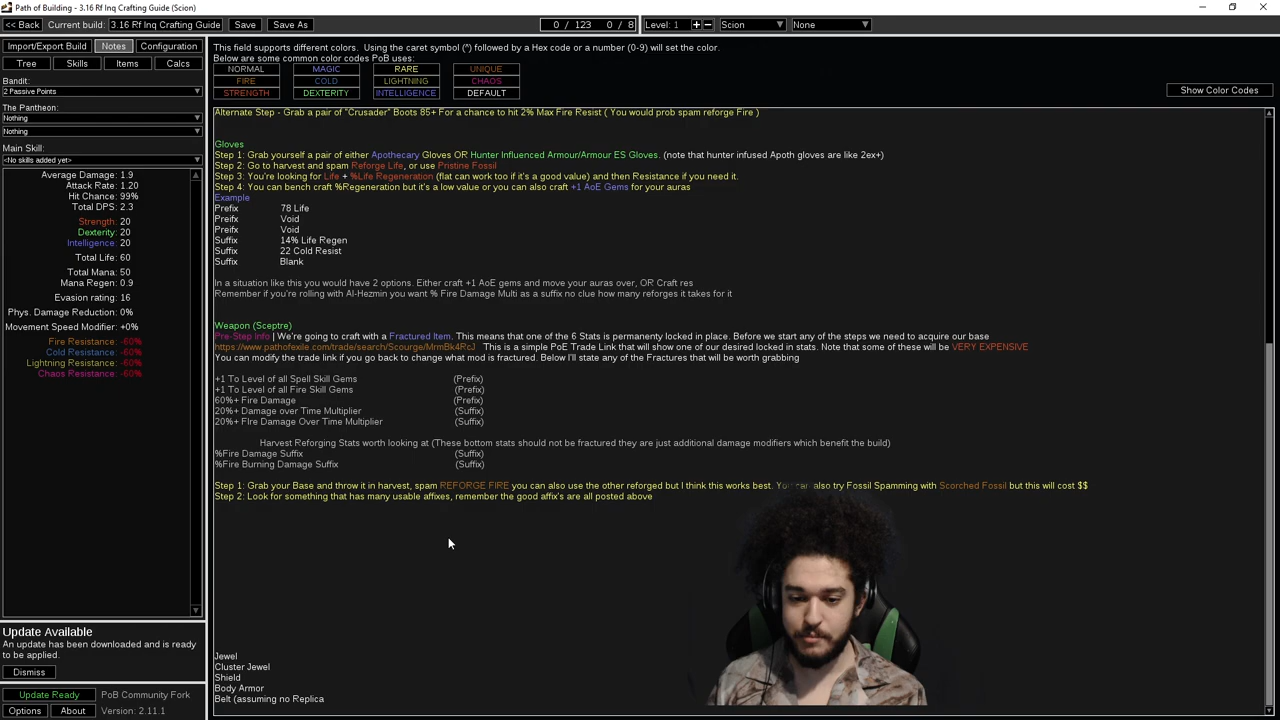 Path of Building - 3.16 Rf Inq Crafting Guide (Scion)
<< Back
Current build:
3.16 Rf Inq Crafting Guide
Save
Save As
0 / 123 0 / 8
Level: 1
+
-
Scion
None
Import/Export Build
Notes
Configuration
Tree
Skills
Items
Calcs
Bandit:
2 Passive Points
The Pantheon:
Nothing
Nothing
Main Skill:
<No skills added yet>
Average Damage: 1.9
Attack Rate: 1.20
Hit Chance: 99%
Total DPS: 2.3
Strength: 20
Dexterity: 20
Intelligence: 20
Total Life: 60
Total Mana: 50
Mana Regen: 0.9
Evasion rating: 16
Phys. Damage Reduction: 0%
Movement Speed Modifier: +0%
Fire Resistance: -60%
Cold Resistance: -60%
Lightning Resistance: -60%
Chaos Resistance: -60%
Update Available
An update has been downloaded and is ready
to be applied.
Dismiss
Update Ready
PoB Community Fork
Options
About
Version: 2.11.1
This field supports different colors. Using the caret symbol (^) followed by a Hex code or a number (0-9) will set the color.
Below are some common color codes PoB uses:
NORMAL
MAGIC
RARE
UNIQUE
FIRE
COLD
LIGHTNING
CHAOS
STRENGTH
DEXTERITY
INTELLIGENCE
DEFAULT
Show Color Codes
Alternate Step - Grab a pair of "Crusader" Boots 85+ For a chance to hit 2% Max Fire Resist ( You would prob spam reforge Fire )
Gloves
Step 1: Grab yourself a pair of either Apothecary Gloves OR Hunter Influenced Armour/Armour ES Gloves. (note that hunter infused Apoth gloves are like 2ex+)
Step 2: Go to harvest and spam Reforge Life, or use Pristine Fossil
Step 3: You're looking for Life + %Life Regeneration (flat can work too if it's a good value) and then Resistance if you need it.
Step 4: You can bench craft %Regeneration but it's a low value or you can also craft +1 AoE Gems for your auras
Example
Prefix 78 Life
Preifx Void
Preifx Void
Suffix 14% Life Regen
Suffix 22 Cold Resist
Suffix Blank
In a situation like this you would have 2 options. Either craft +1 AoE gems and move your auras over, OR Craft res
Remember if you're rolling with Al-Hezmin you want % Fire Damage Multi as a suffix no clue how many reforges it takes for it
Weapon (Sceptre)
Pre-Step Info | We're going to craft with a Fractured Item. This means that one of the 6 Stats is permanently locked in place. Before we start any of the steps we need to acquire our base
https://www.pathofexile.com/trade/search/Scourge/MrmBk4RcJ This is a simple PoE Trade Link that will show one of our desired locked in stats. Note that some of these will be VERY EXPENSIVE
You can modify the trade link if you go back to change what mod is fractured. Below I'll state any of the Fractures that will be worth grabbing
+1 To Level of all Spell Skill Gems (Prefix)
+1 To Level of all Fire Skill Gems (Prefix)
60%+ Fire Damage (Prefix)
20%+ Damage over Time Multiplier (Suffix)
20%+ FIre Damage Over Time Multiplier (Suffix)
Harvest Reforging Stats worth looking at (These bottom stats should not be fractured they are just additional damage modifiers which benefit the build)
%Fire Damage Suffix (Suffix)
%Fire Burning Damage Suffix (Suffix)
Step 1: Grab your Base and throw it in harvest, spam REFORGE FIRE you can also use the other reforged but I think this works best. You can also try Fossil Spamming with Scorched Fossil but this will cost $$
Step 2: Look for something that has many usable affixes, remember the good affix's are all posted above
Jewel
Cluster Jewel
Shield
Body Armor
Belt (assuming no Replica